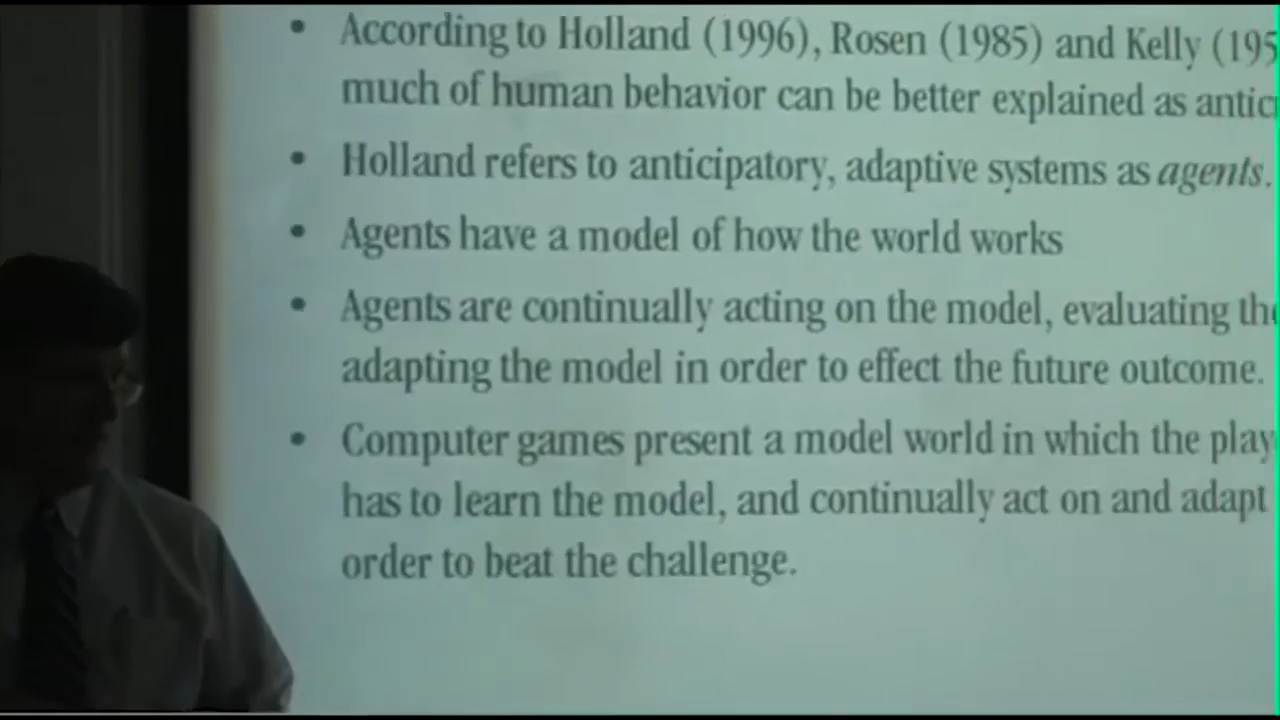 • According to Holland (1996), Rosen (1985) and Kelly (195
much of human behavior can be better explained as antic
• Holland refers to anticipatory, adaptive systems as agents.
• Agents have a model of how the world works
• Agents are continually acting on the model, evaluating the
adapting the model in order to effect the future outcome.
• Computer games present a model world in which the play
has to learn the model, and continually act on and adapt
order to beat the challenge.